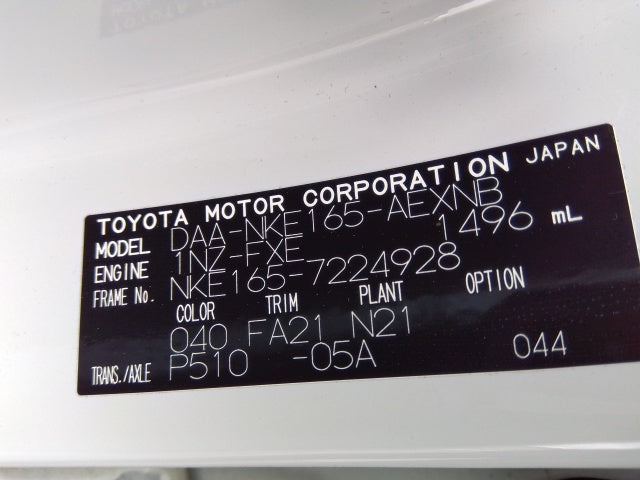 TOYOTA MOTOR CORPORATION JAPAN
MODEL DAA-NKE165-AEXNB
ENGINE 1NZ-FXE 1496 mL
FRAME No. NKE165-7224928
COLOR TRIM PLANT OPTION
040 FA21 N21
TRANS./AXLE P510 -05A 044